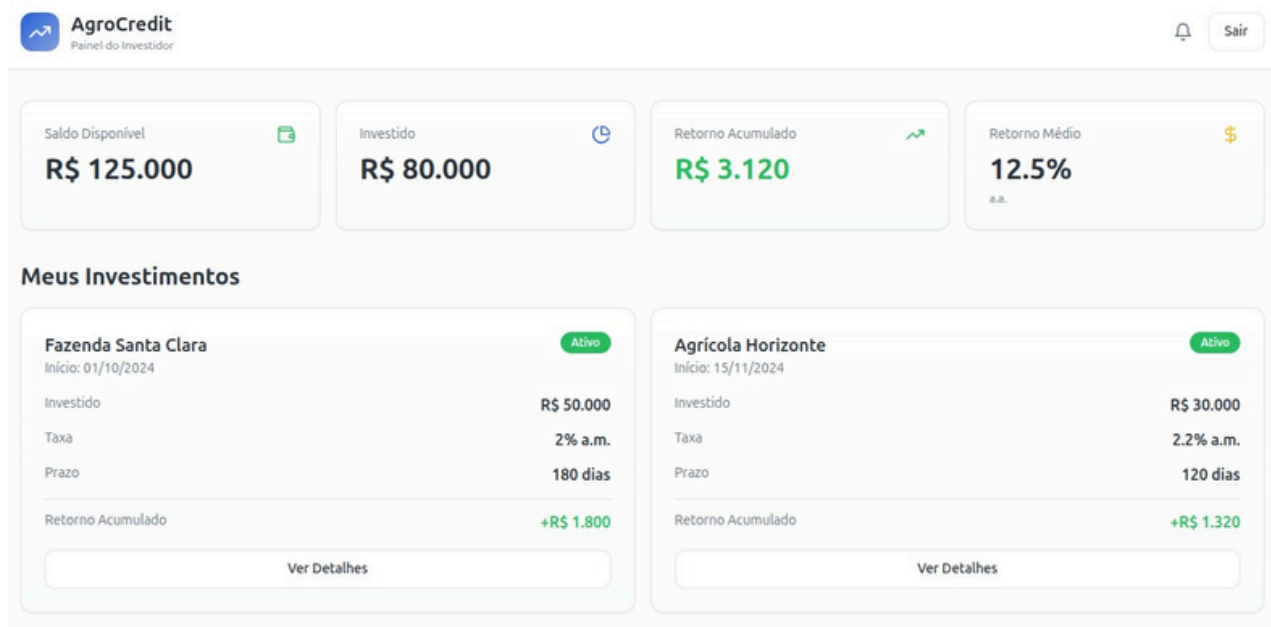 AgroCredit
Painel do Investidor
Sair
Saldo Disponível
R$ 125.000
Investido
R$ 80.000
Retorno Acumulado
R$ 3.120
Retorno Médio
12.5%
a.a.
Meus Investimentos
Fazenda Santa Clara
Ativo
Início: 01/10/2024
Investido R$ 50.000
Taxa 2% a.m.
Prazo 180 dias
Retorno Acumulado +R$ 1.800
Ver Detalhes
Agrícola Horizonte
Ativo
Início: 15/11/2024
Investido R$ 30.000
Taxa 2.2% a.m.
Prazo 120 dias
Retorno Acumulado +R$ 1.320
Ver Detalhes